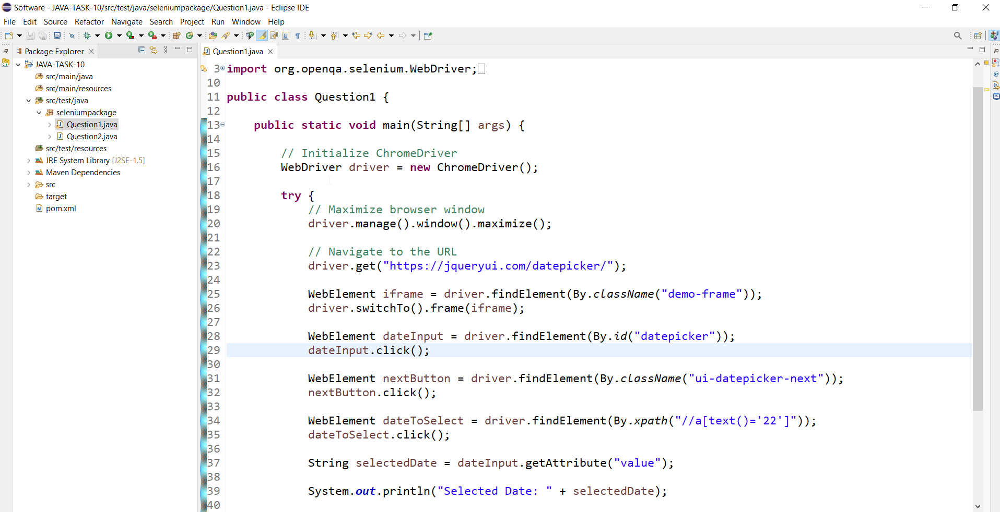 Software - JAVA-TASK-10/src/test/java/seleniumpackage/Question1.java - Eclipse IDE
File Edit Source Refactor Navigate Search Project Run Window Help
Package Explorer
JAVA-TASK-10
src/main/java
src/main/resources
src/test/java
seleniumpackage
Question1.java
Question2.java
src/test/resources
JRE System Library [J2SE-1.5]
Maven Dependencies
src
target
pom.xml
Question1.java
3 import org.openqa.selenium.WebDriver;
10
11 public class Question1 {
12
13 public static void main(String[] args) {
14
15 // Initialize ChromeDriver
16 WebDriver driver = new ChromeDriver();
17
18 try {
19 // Maximize browser window
20 driver.manage().window().maximize();
21
22 // Navigate to the URL
23 driver.get("https://jqueryui.com/datepicker/");
24
25 WebElement iframe = driver.findElement(By.className("demo-frame"));
26 driver.switchTo().frame(iframe);
27
28 WebElement dateInput = driver.findElement(By.id("datepicker"));
29 dateInput.click();
30
31 WebElement nextButton = driver.findElement(By.className("ui-datepicker-next"));
32 nextButton.click();
33
34 WebElement dateToSelect = driver.findElement(By.xpath("//a[text()='22']"));
35 dateToSelect.click();
36
37 String selectedDate = dateInput.getAttribute("value");
38
39 System.out.println("Selected Date: " + selectedDate);
40